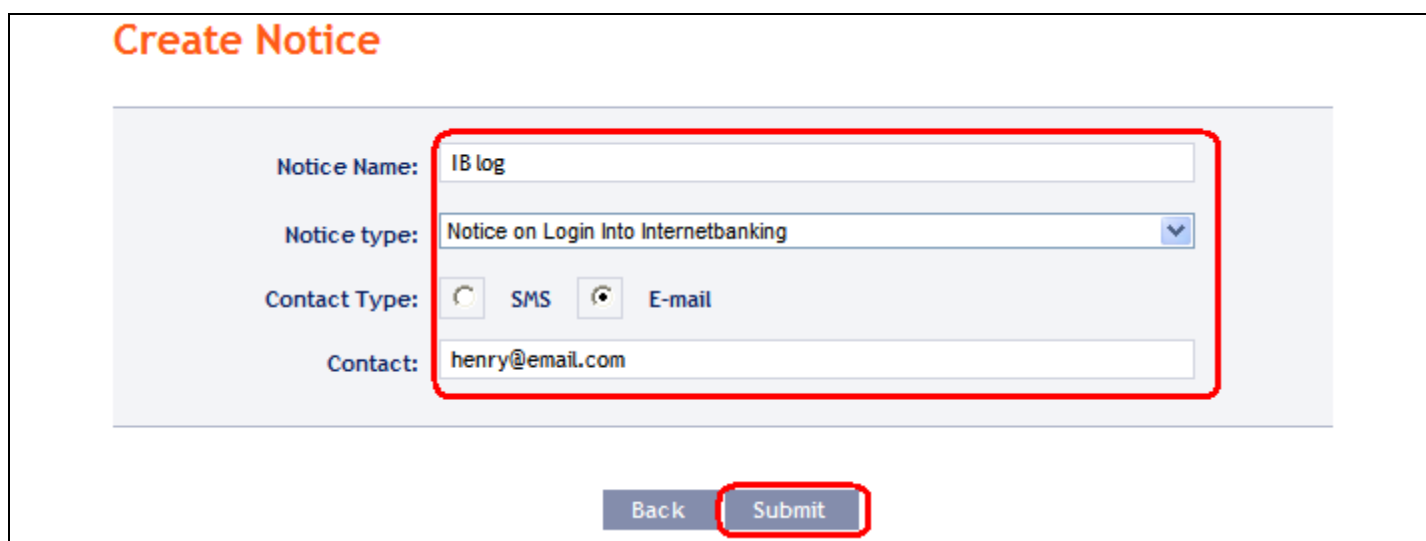 Create Notice
Notice Name: IB log
Notice type: Notice on Login Into Internetbanking
Contact Type: SMS E-mail
Contact: henry@email.com
Back Submit